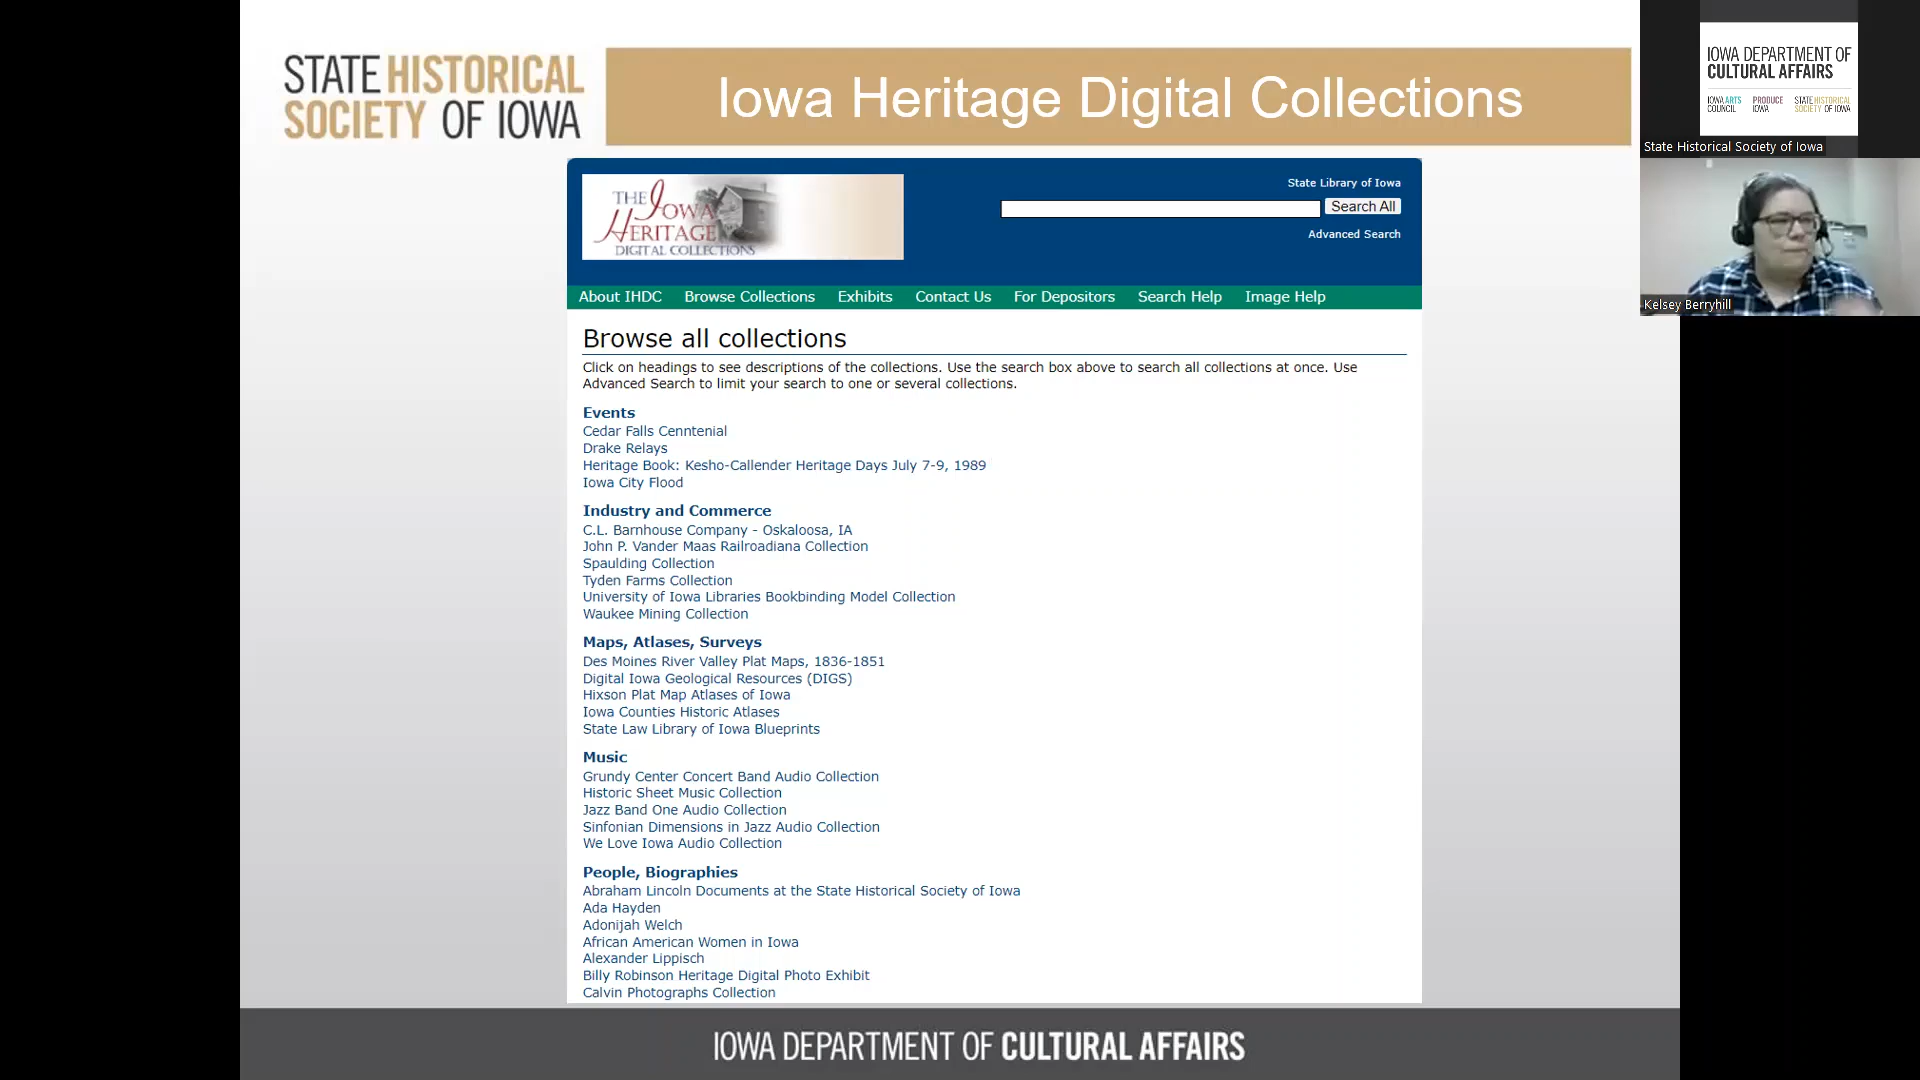 STATE HISTORICAL
SOCIETY OF IOWA
Iowa Heritage Digital Collections
IOWA DEPARTMENT OF
CULTURAL AFFAIRS
IOWA ARTS
COUNCIL
PRODUCE
IOWA
STATE HISTORICAL
SOCIETY OF IOWA
State Historical Society of Iowa
Kelsey Berryhill
THE IOWA
HERITAGE
DIGITAL COLLECTIONS
State Library of Iowa
Search All
Advanced Search
About IHDC Browse Collections Exhibits Contact Us For Depositors Search Help Image Help
Browse all collections
Click on headings to see descriptions of the collections. Use the search box above to search all collections at once. Use
Advanced Search to limit your search to one or several collections.
Events
Cedar Falls Cenntenial
Drake Relays
Heritage Book: Kesho-Callender Heritage Days July 7-9, 1989
Iowa City Flood
Industry and Commerce
C.L. Barnhouse Company - Oskaloosa, IA
John P. Vander Maas Railroadiana Collection
Spaulding Collection
Tyden Farms Collection
University of Iowa Libraries Bookbinding Model Collection
Waukee Mining Collection
Maps, Atlases, Surveys
Des Moines River Valley Plat Maps, 1836-1851
Digital Iowa Geological Resources (DIGS)
Hixson Plat Map Atlases of Iowa
Iowa Counties Historic Atlases
State Law Library of Iowa Blueprints
Music
Grundy Center Concert Band Audio Collection
Historic Sheet Music Collection
Jazz Band One Audio Collection
Sinfonian Dimensions in Jazz Audio Collection
We Love Iowa Audio Collection
People, Biographies
Abraham Lincoln Documents at the State Historical Society of Iowa
Ada Hayden
Adonijah Welch
African American Women in Iowa
Alexander Lippisch
Billy Robinson Heritage Digital Photo Exhibit
Calvin Photographs Collection
IOWA DEPARTMENT OF CULTURAL AFFAIRS